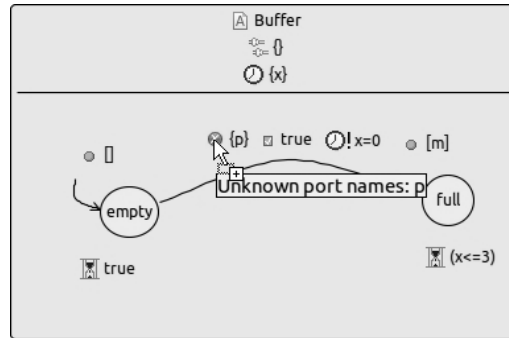 A Buffer
{}
{x}
[] {p} true ! x=0 [m]
Unknown port names: p
empty full
true (x<=3)